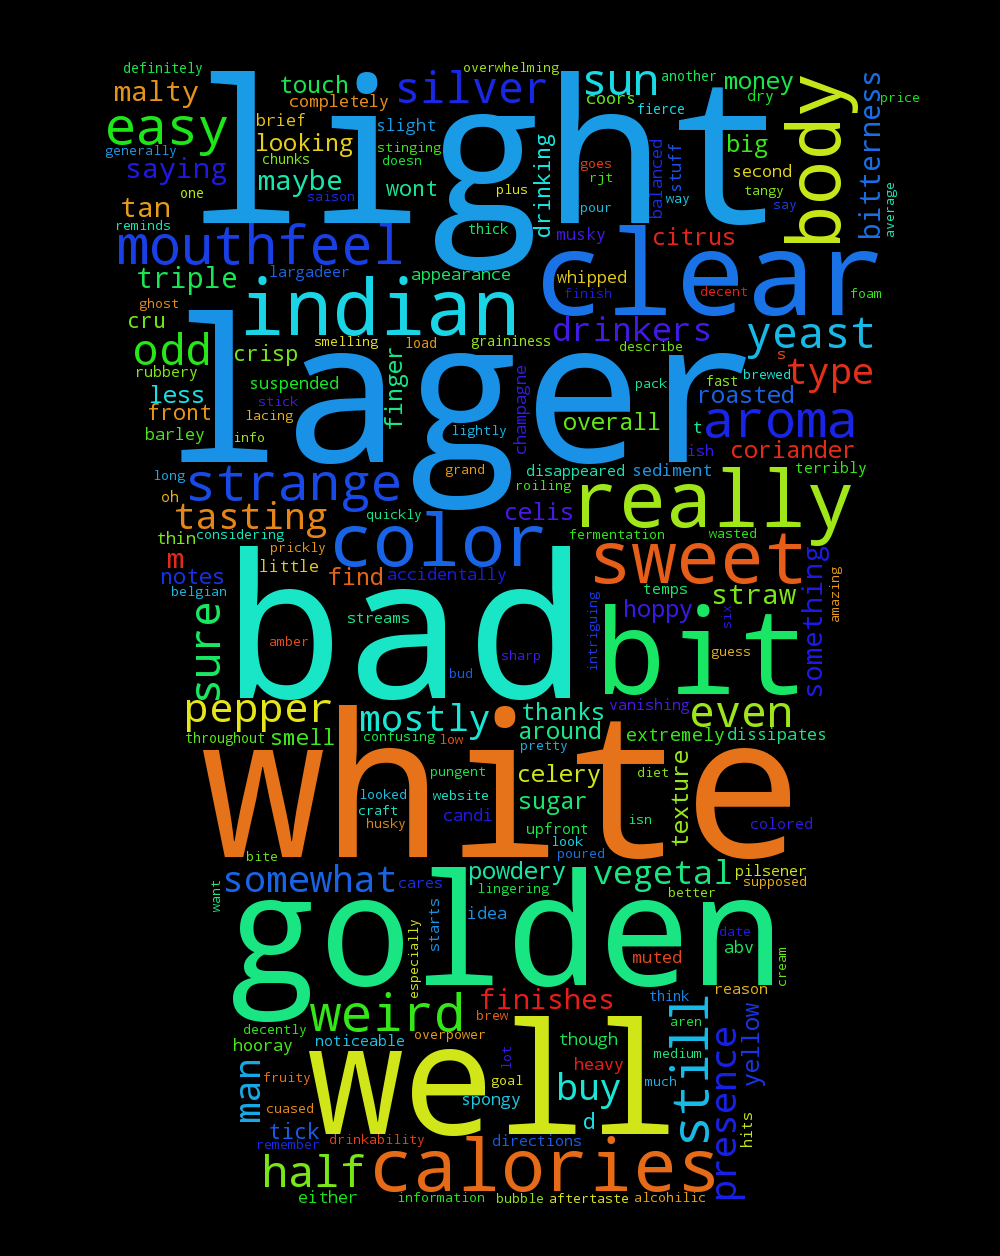 definitely
overwhelming
light
malty
touch
silver
sun
another
money
body
bitterness
price
completely
coors
dry
fierce
easy
brief
slight
looking
stinging
drinking
balanced
stuff
big
generally
chunks
doesn
goes
second
saying
maybe
wont
rjt
tangy
average
one
saison
plus
way
tan
pour
say
reminds
thick
musky
citrus
mouthfeel
clear
triple
largadeer
appearance
whipped
decent
foam
finish
ghost
indian
cru
drinkers
yeast
odd
crisp
smelling
load
graininess
describe
lager
finger
champagne
s
type
rubbery
suspended
pack
fast
brewed
less
stick
roasted
front
lacing
overall
aroma
barley
info
lightly
t
ish
coriander
long
grand
disappeared
sediment
terribly
strange
oh
roiling
really
tasting
quickly
celis
thin
considering
color
fermentation
wasted
m
prickly
sweet
notes
little
find
accidentally
something
belgian
temps
straw
amazing
sure
bad
streams
intriguing
hoppy
six
bit
amber
sharp
guess
bud
pepper
mostly
thanks
vanishing
even
throughout
smell
confusing
low
around
extremely
dissipates
pretty
white
pungent
celery
diet
texture
looked
website
sugar
craft
husky
candi
upfront
isn
colored
look
bite
poured
somewhat
cares
powdery
vegetal
pilsener
supposed
want
lingering
better
golden
starts
idea
date
especially
muted
abv
cream
weird
finishes
think
reason
decently
overpower
brew
aren
still
presence
yellow
hooray
noticeable
though
medium
well
lot
man
fruity
goal
heavy
much
buy
cuased
spongy
d
tick
hits
remember
drinkability
directions
half
calories
either
information
bubble
aftertaste
alcohilic